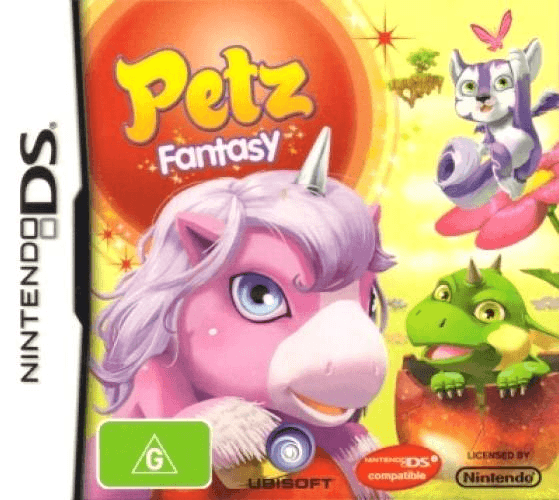 Petz
Fantasy
NINTENDO DS®
G
UBISOFT
NINTENDO DSi
compatible
LICENSED BY
Nintendo®